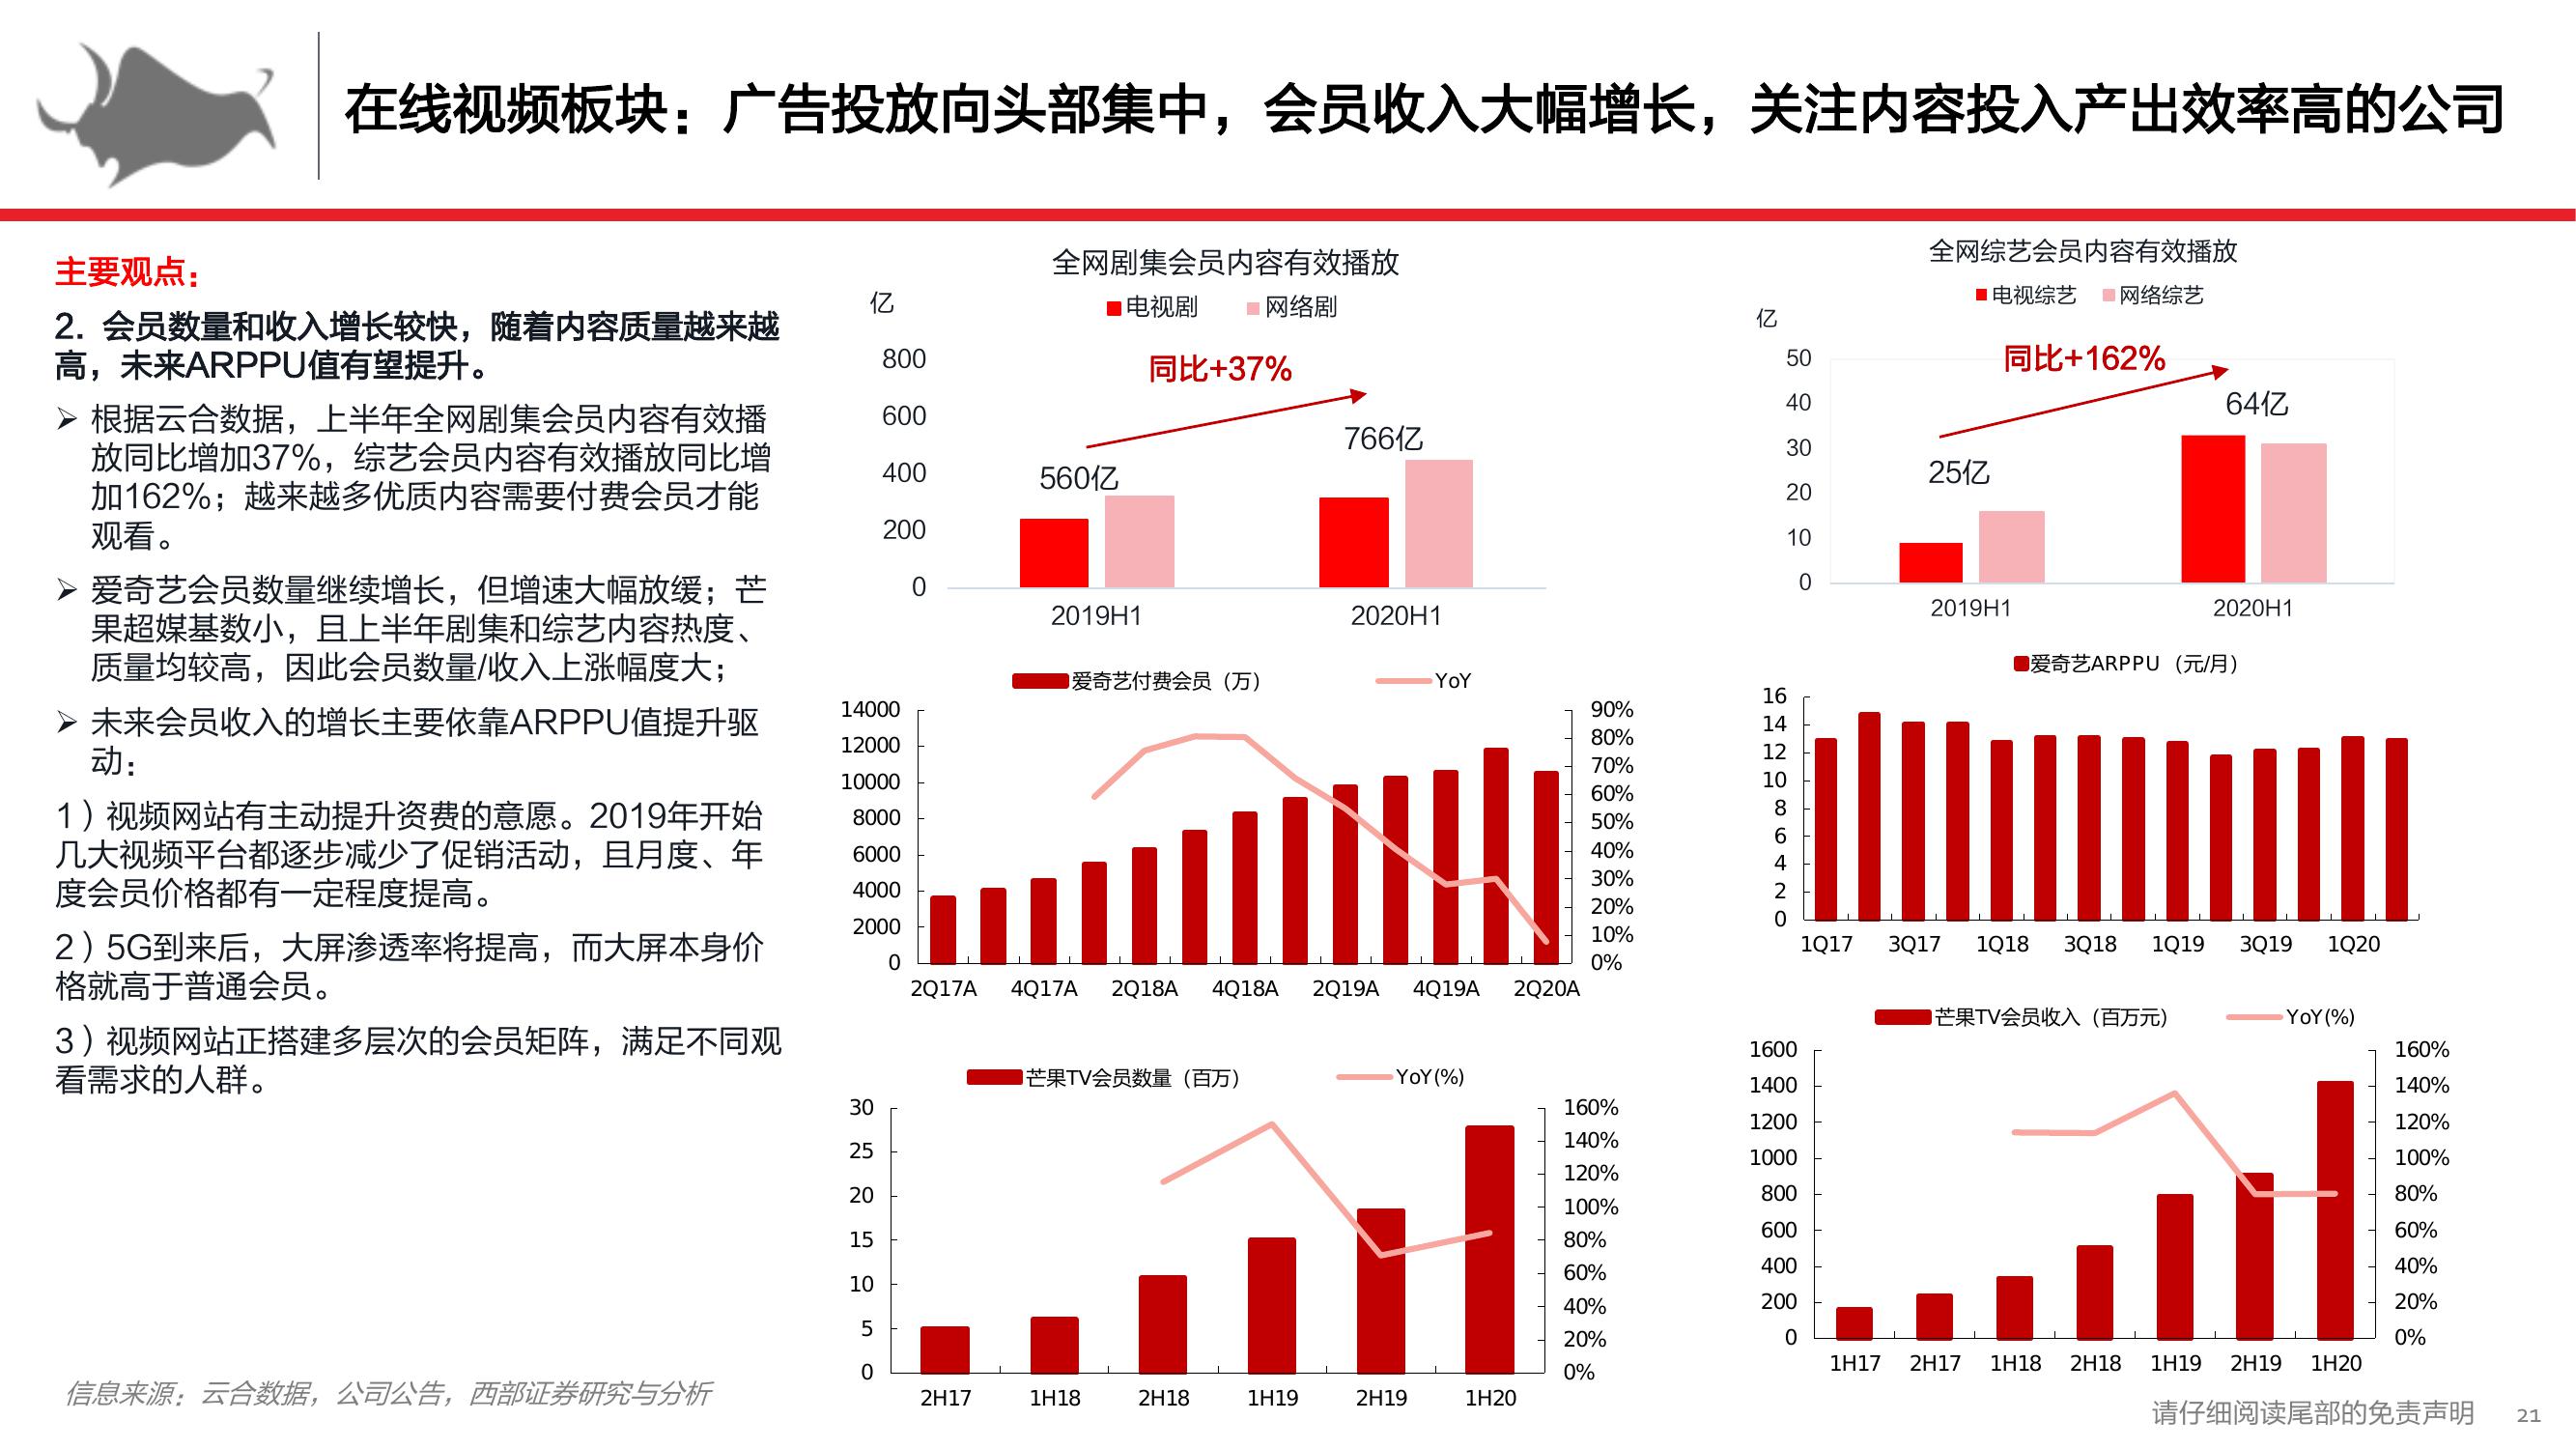 在线视频板块：广告投放向头部集中，会员收入大幅增长，关注内容投入产出效率高的公司
主要观点：
2. 会员数量和收入增长较快，随着内容质量越来越
高，未来ARPPU值有望提升。
➢ 根据云合数据，上半年全网剧集会员内容有效播
放同比增加37%，综艺会员内容有效播放同比增
加162%；越来越多优质内容需要付费会员才能
观看。
➢ 爱奇艺会员数量继续增长，但增速大幅放缓；芒
果超媒基数小，且上半年剧集和综艺内容热度、
质量均较高，因此会员数量/收入上涨幅度大；
➢ 未来会员收入的增长主要依靠ARPPU值提升驱
动：
1）视频网站有主动提升资费的意愿。2019年开始
几大视频平台都逐步减少了促销活动，且月度、年
度会员价格都有一定程度提高。
2）5G到来后，大屏渗透率将提高，而大屏本身价
格就高于普通会员。
3）视频网站正搭建多层次的会员矩阵，满足不同观
看需求的人群。
全网剧集会员内容有效播放
亿
电视剧 网络剧
800
600
400
200
0
同比+37%
560亿
766亿
2019H1 2020H1
全网综艺会员内容有效播放
电视综艺 网络综艺
亿
50
40
30
20
10
0
同比+162%
25亿
64亿
2019H1 2020H1
爱奇艺付费会员（万） YoY
14000
12000
10000
8000
6000
4000
2000
0
90%
80%
70%
60%
50%
40%
30%
20%
10%
0%
2Q17A 4Q17A 2Q18A 4Q18A 2Q19A 4Q19A 2Q20A
爱奇艺ARPPU（元/月）
16
14
12
10
8
6
4
2
0
1Q17 3Q17 1Q18 3Q18 1Q19 3Q19 1Q20
芒果TV会员数量（百万） YoY(%)
30
25
20
15
10
5
0
160%
140%
120%
100%
80%
60%
40%
20%
0%
2H17 1H18 2H18 1H19 2H19 1H20
芒果TV会员收入（百万元） YoY(%)
1600
1400
1200
1000
800
600
400
200
0
160%
140%
120%
100%
80%
60%
40%
20%
0%
1H17 2H17 1H18 2H18 1H19 2H19 1H20
信息来源：云合数据，公司公告，西部证券研究与分析
请仔细阅读尾部的免责声明 21